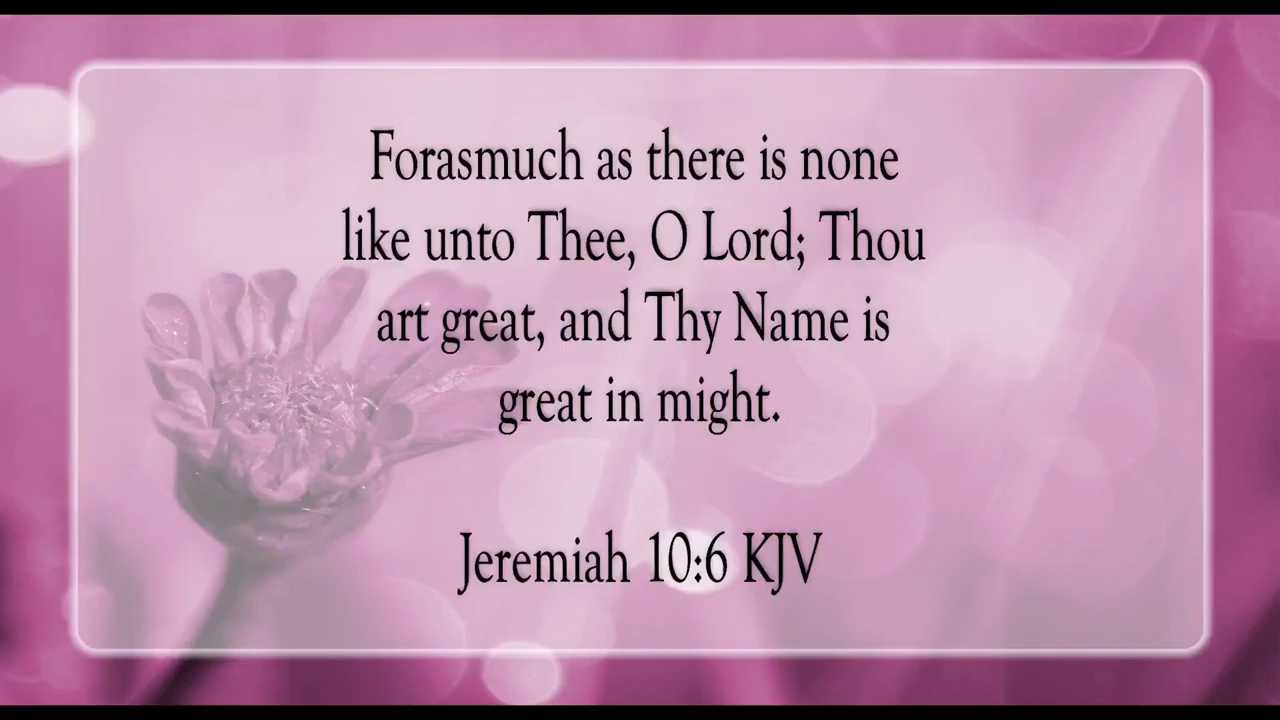 Forasmuch as there is none
like unto Thee, O Lord; Thou
art great, and Thy Name is
great in might.
Jeremiah 10:6 KJV